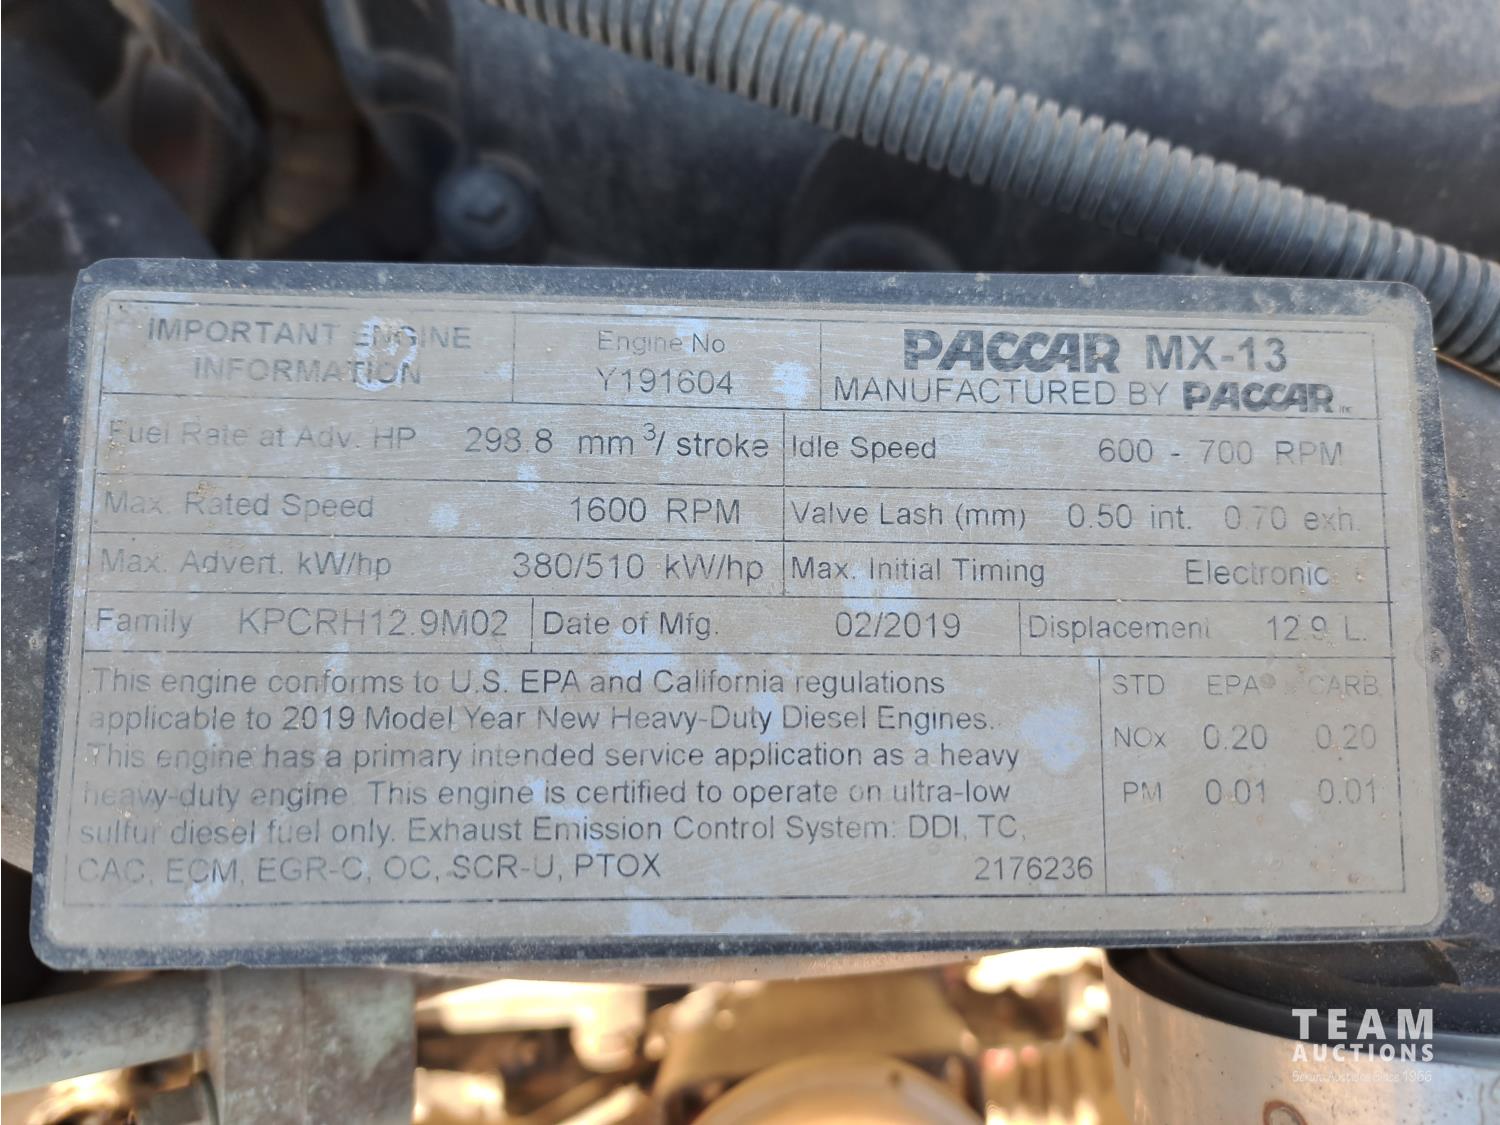 IMPORTANT ENGINE
INFORMATION
Engine No
Y191604
PACCAR MX-13
MANUFACTURED BY PACCAR INC
Fuel Rate at Adv. HP 298.8 mm³/ stroke
Idle Speed 600 - 700 RPM
Max. Rated Speed 1600 RPM
Valve Lash (mm) 0.50 int. 0.70 exh.
Max. Advert. kW/hp 380/510 kW/hp
Max. Initial Timing Electronic
Family KPCRH12.9M02
Date of Mfg. 02/2019
Displacement 12.9 L.
This engine conforms to U.S. EPA and California regulations
applicable to 2019 Model Year New Heavy-Duty Diesel Engines.
This engine has a primary intended service application as a heavy
heavy-duty engine. This engine is certified to operate on ultra-low
sulfur diesel fuel only. Exhaust Emission Control System: DDI, TC,
CAC, ECM, EGR-C, OC, SCR-U, PTOX 2176236
STD EPA CARB
NOx 0.20 0.20
PM 0.01 0.01
TEAM
AUCTIONS
Since 1966